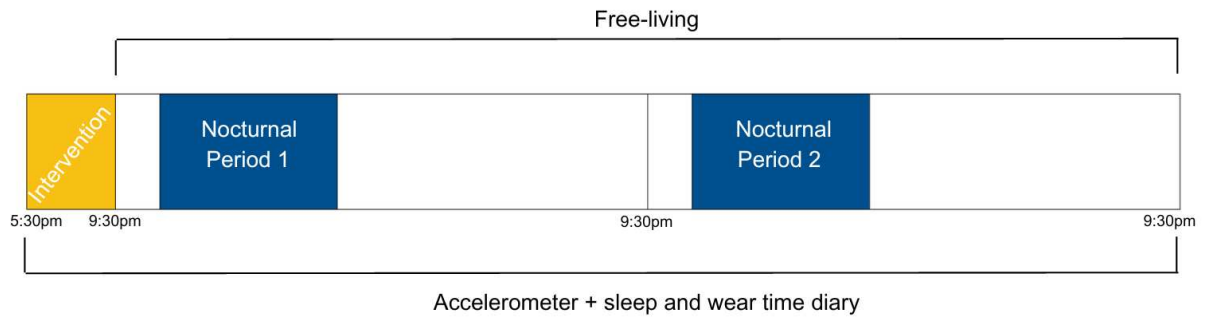 Free-living
Intervention
Nocturnal
Period 1
Nocturnal
Period 2
5:30pm
9:30pm
9:30pm
9:30pm
Accelerometer + sleep and wear time diary